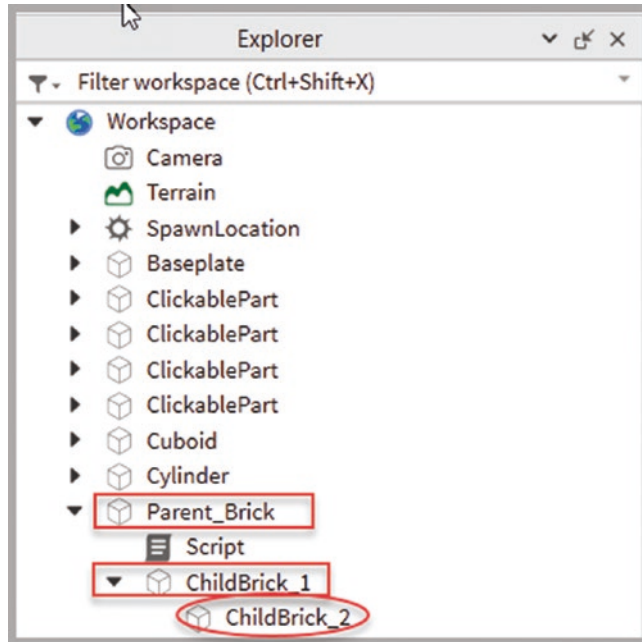 Explorer
Filter workspace (Ctrl+Shift+X)
Workspace
Camera
Terrain
SpawnLocation
Baseplate
ClickablePart
ClickablePart
ClickablePart
ClickablePart
Cuboid
Cylinder
Parent_Brick
Script
ChildBrick_1
ChildBrick_2